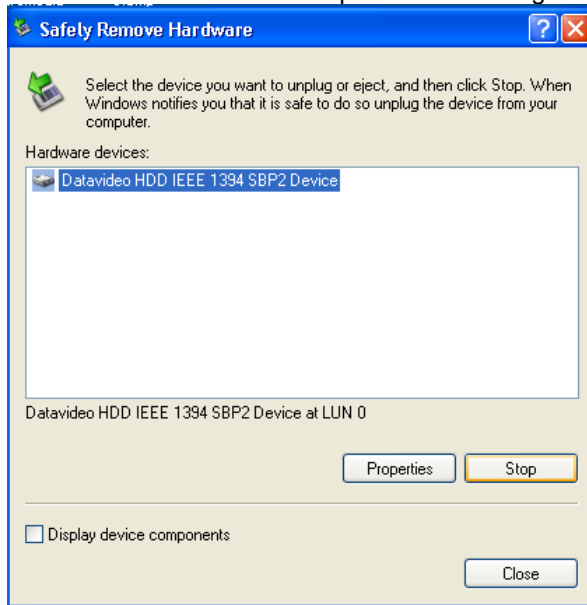 Safely Remove Hardware
Select the device you want to unplug or eject, and then click Stop. When
Windows notifies you that it is safe to do so unplug the device from your
computer.
Hardware devices:
Datavideo HDD IEEE 1394 SBP2 Device
Datavideo HDD IEEE 1394 SBP2 Device at LUN 0
Properties Stop
Display device components
Close